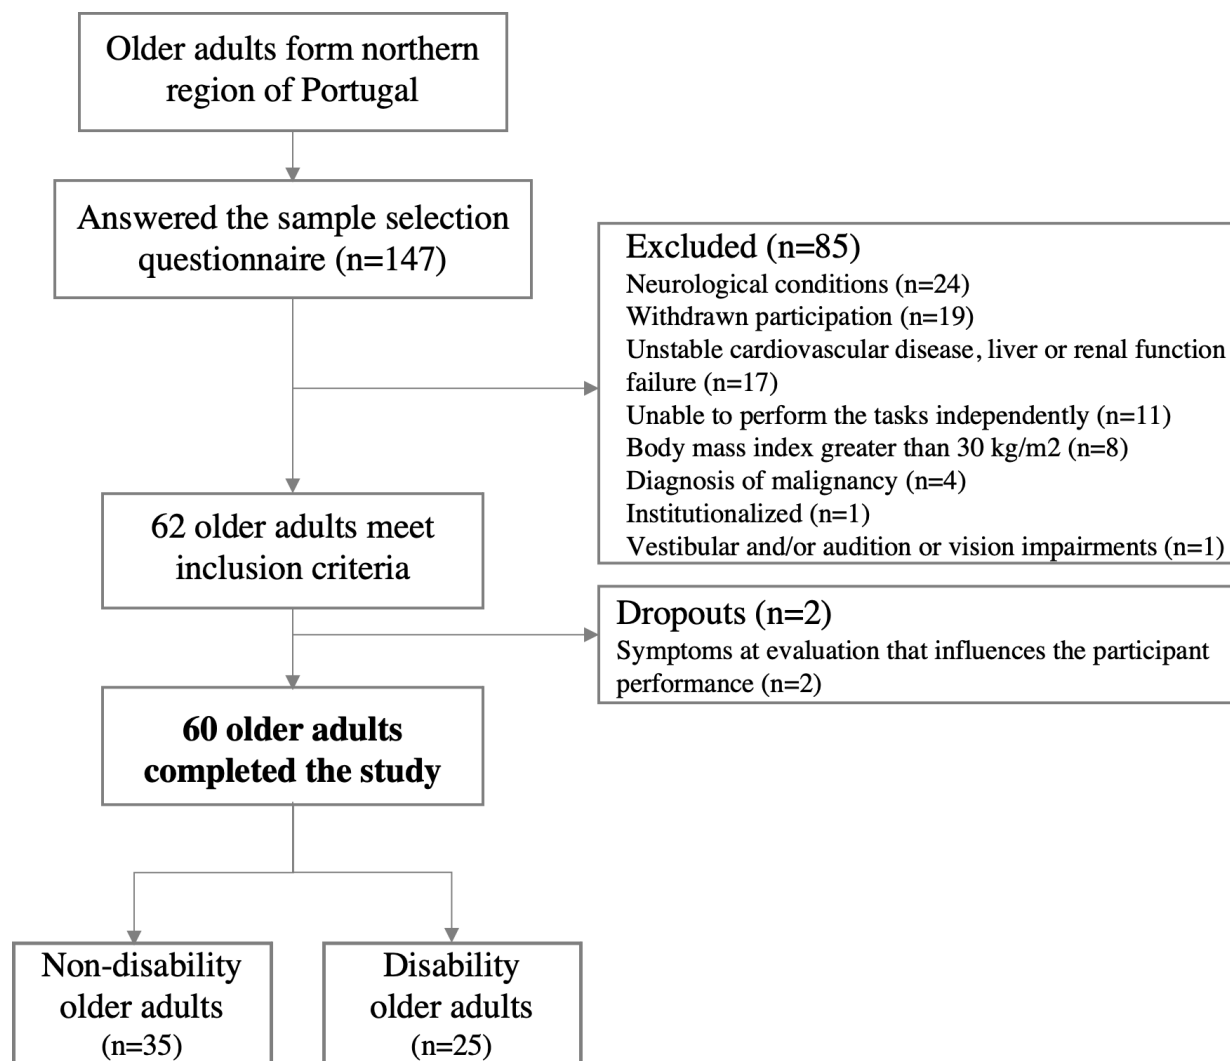 Older adults form northern
region of Portugal
Answered the sample selection
questionnaire (n=147)
Excluded (n=85)
Neurological conditions (n=24)
Withdrawn participation (n=19)
Unstable cardiovascular disease, liver or renal function
failure (n=17)
Unable to perform the tasks independently (n=11)
Body mass index greater than 30 kg/m2 (n=8)
Diagnosis of malignancy (n=4)
Institutionalized (n=1)
Vestibular and/or audition or vision impairments (n=1)
62 older adults meet
inclusion criteria
Dropouts (n=2)
Symptoms at evaluation that influences the participant
performance (n=2)
60 older adults
completed the study
Non-disability
older adults
(n=35)
Disability
older adults
(n=25)